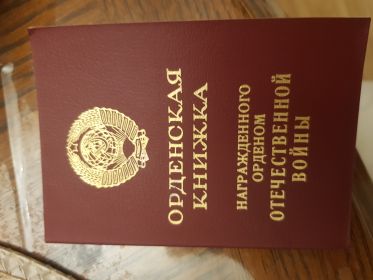 ОРДЕНСКАЯ
КНИЖКА
НАГРАЖДЕННОГО
ОРДЕНОМ
ОТЕЧЕСТВЕННОЙ
ВОЙНЫ